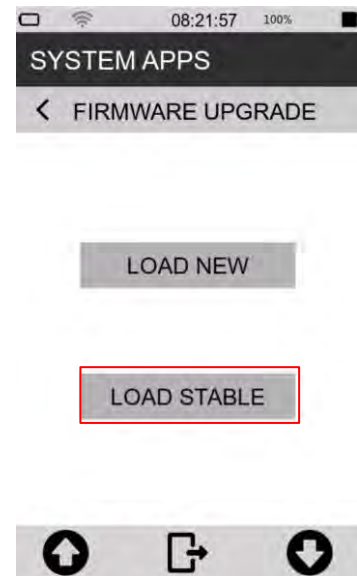 08:21:57 100%
SYSTEM APPS
FIRMWARE UPGRADE
LOAD NEW
LOAD STABLE